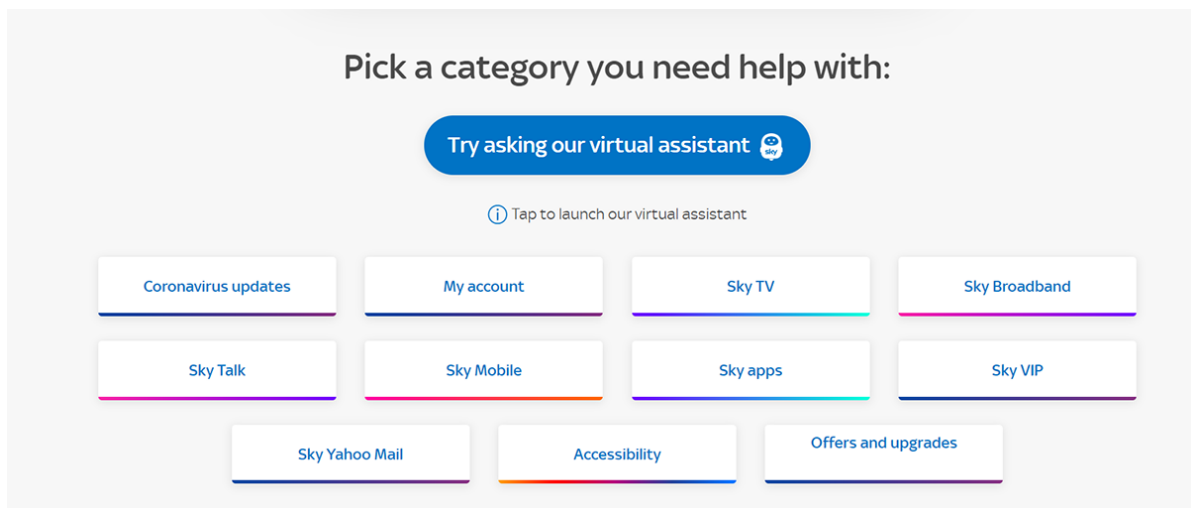 Pick a category you need help with:
Try asking our virtual assistant
sky
Tap to launch our virtual assistant
Coronavirus updates
My account
Sky TV
Sky Broadband
Sky Talk
Sky Mobile
Sky apps
Sky VIP
Sky Yahoo Mail
Accessibility
Offers and upgrades